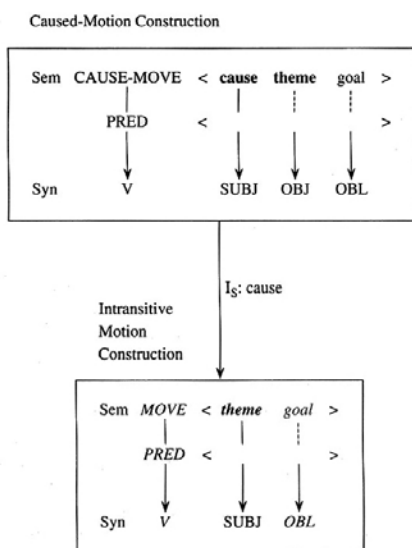 Caused-Motion Construction
Sem CAUSE-MOVE < cause theme goal >
PRED < >
Syn V SUBJ OBJ OBL
I_S: cause
Intransitive
Motion
Construction
Sem MOVE < theme goal >
PRED < >
Syn V SUBJ OBL